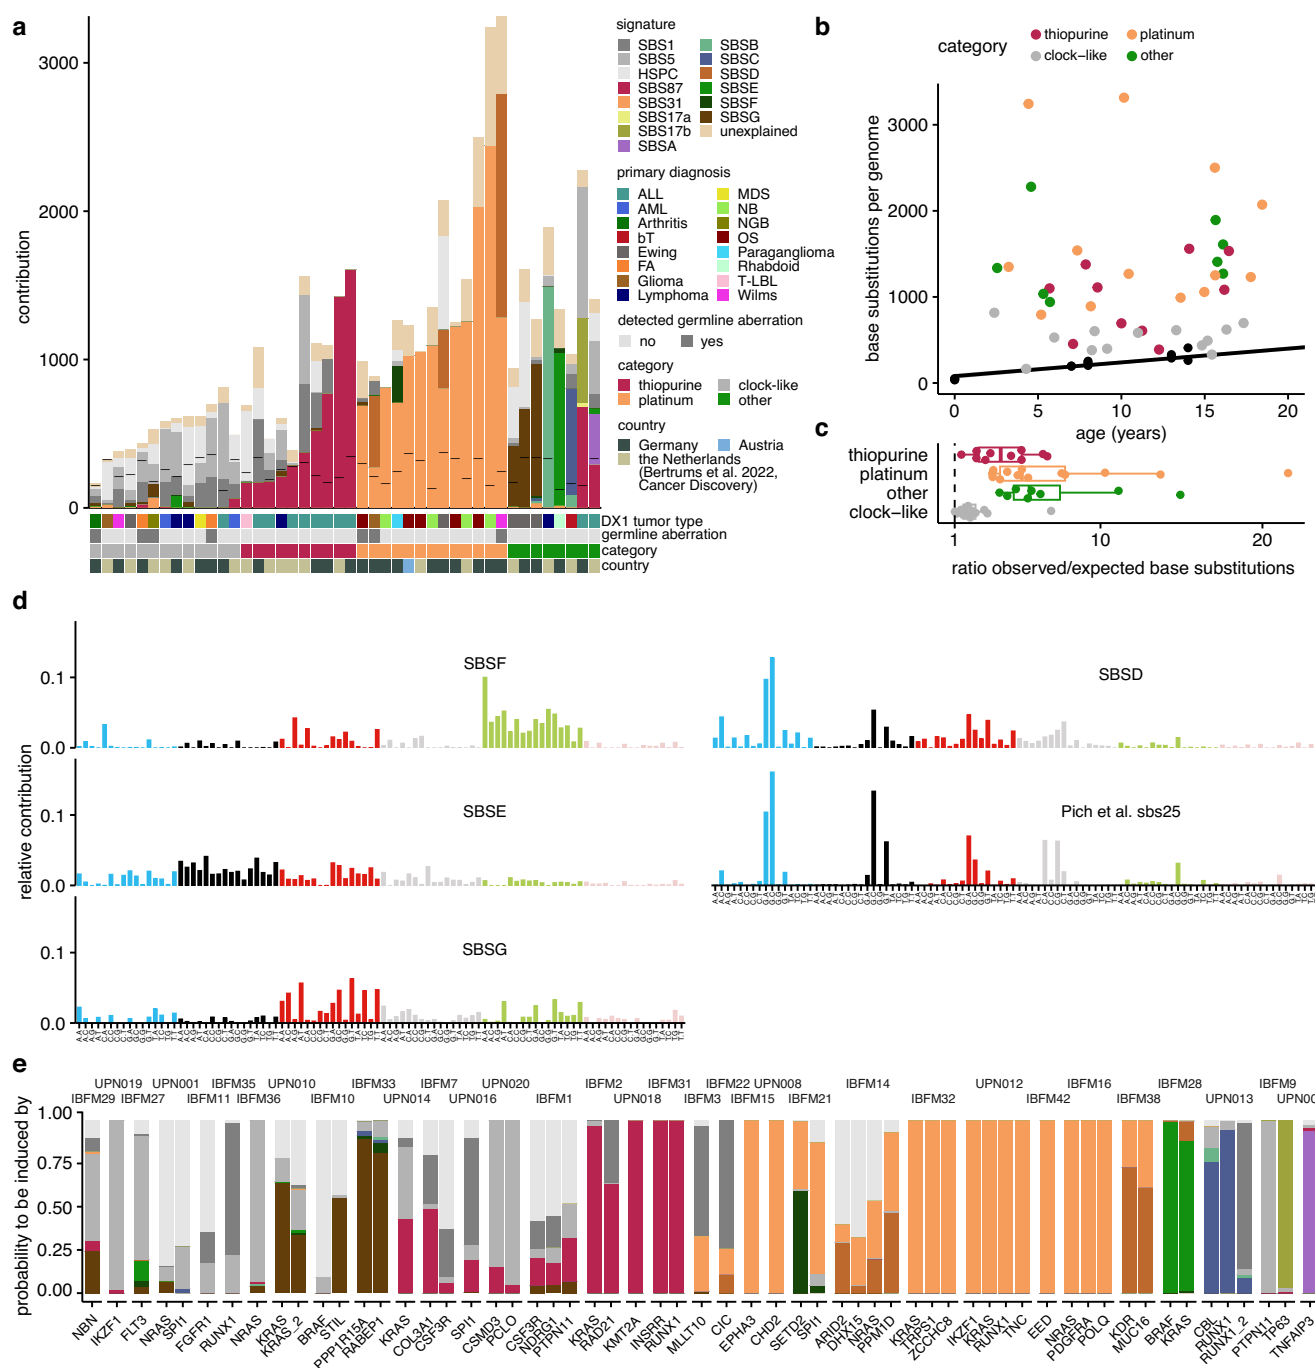 a
contribution
3000
2000
1000
0
DX1 tumor type
germline aberration
category
country
signature
SBS1
SBS5
HSPC
SBS87
SBS31
SBS17a
SBS17b
SBSA
SBSB
SBSC
SBSD
SBSE
SBSF
SBSG
unexplained
primary diagnosis
ALL
AML
Arthritis
bT
Ewing
FA
Glioma
Lymphoma
MDS
NB
NGB
OS
Paraganglioma
Rhabdoid
T-LBL
Wilms
detected germline aberration
no
yes
category
thiopurine
platinum
clock-like
other
country
Germany
Austria
the Netherlands
(Bertrums et al. 2022,
Cancer Discovery)
b
category
thiopurine
platinum
clock−like
other
base substitutions per genome
3000
2000
1000
0
0
5
10
15
20
age (years)
c
thiopurine
platinum
other
clock−like
1
10
20
ratio observed/expected base substitutions
d
relative contribution
SBSF
0.1
0.0
SBSD
SBSE
0.1
0.0
Pich et al. sbs25
SBSG
0.1
0.0
e
probability to be induced by
UPN019 UPN001 IBFM35 UPN010 IBFM33 IBFM7 UPN020 IBFM2 IBFM31 IBFM22 UPN008 IBFM14 UPN012 IBFM16 IBFM28 IBFM9
IBFM29 IBFM27 IBFM11 IBFM36 IBFM10 UPN014 UPN016 IBFM1 UPN018 IBFM3 IBFM15 IBFM21 IBFM32 IBFM42 IBFM38 UPN013 UPN00
1.00
0.75
0.50
0.25
0.00
NBN
IKZF1
FLT3
NRAS
SPI1
FGFR1
RUNX1
NRAS
KRAS
KRAS_2
BRAF
STIL
PPP1R15A
RABEP1
KRAS
COL3A1
CSF3R
SPI1
CSMD3
PCLO
CSF3R
NDRG1
PTPN11
KRAS
RAD21
KMT2A
INSRR
RUNX1
MLLT10
CIC
EPHA3
CHD2
SETD2
SPI1
ARID2
DHX15
NRAS
PPM1D
KRAS
TRPS1
ZCCHC8
IKZF1
KRAS
RUNX1
TNC
EED
NRAS
PDGFRA
POLQ
KDR
MUC16
BRAF
KRAS
CBL
RUNX1
RUNX1_2
PTPN11
TP63
TNFAIP3